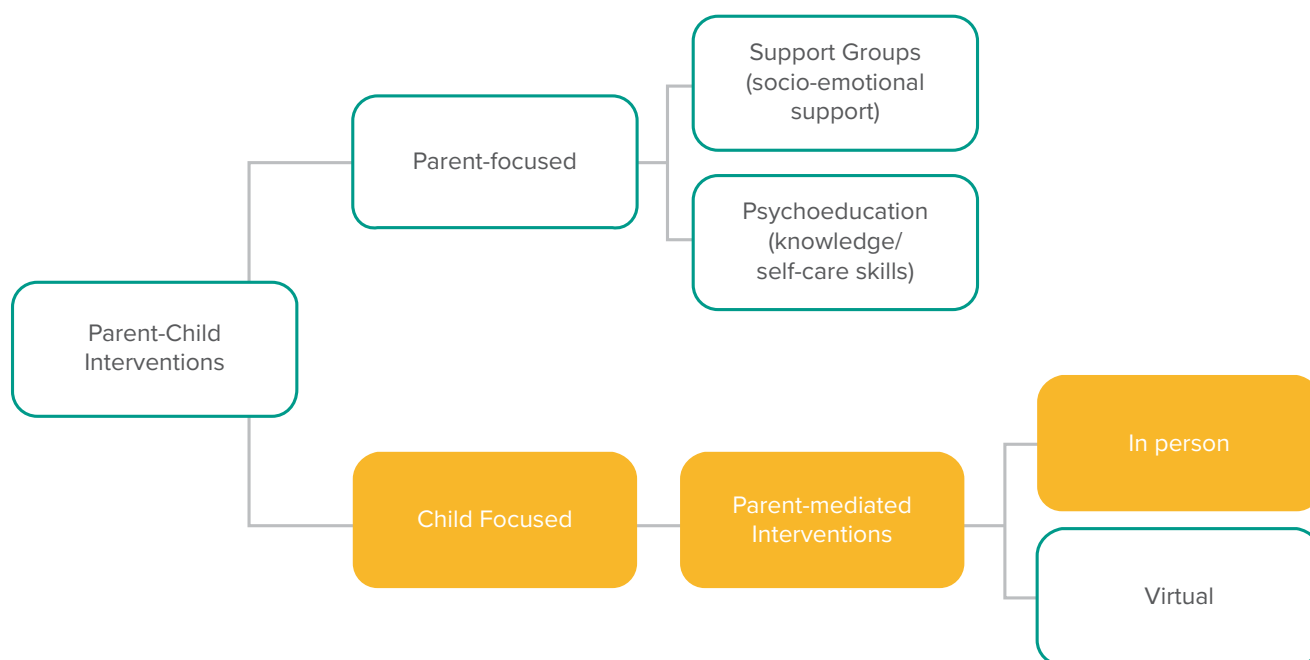 Support Groups
(socio-emotional
support)
Parent-focused
Psychoeducation
(knowledge/
self-care skills)
Parent-Child
Interventions
In person
Child Focused
Parent-mediated
Interventions
Virtual